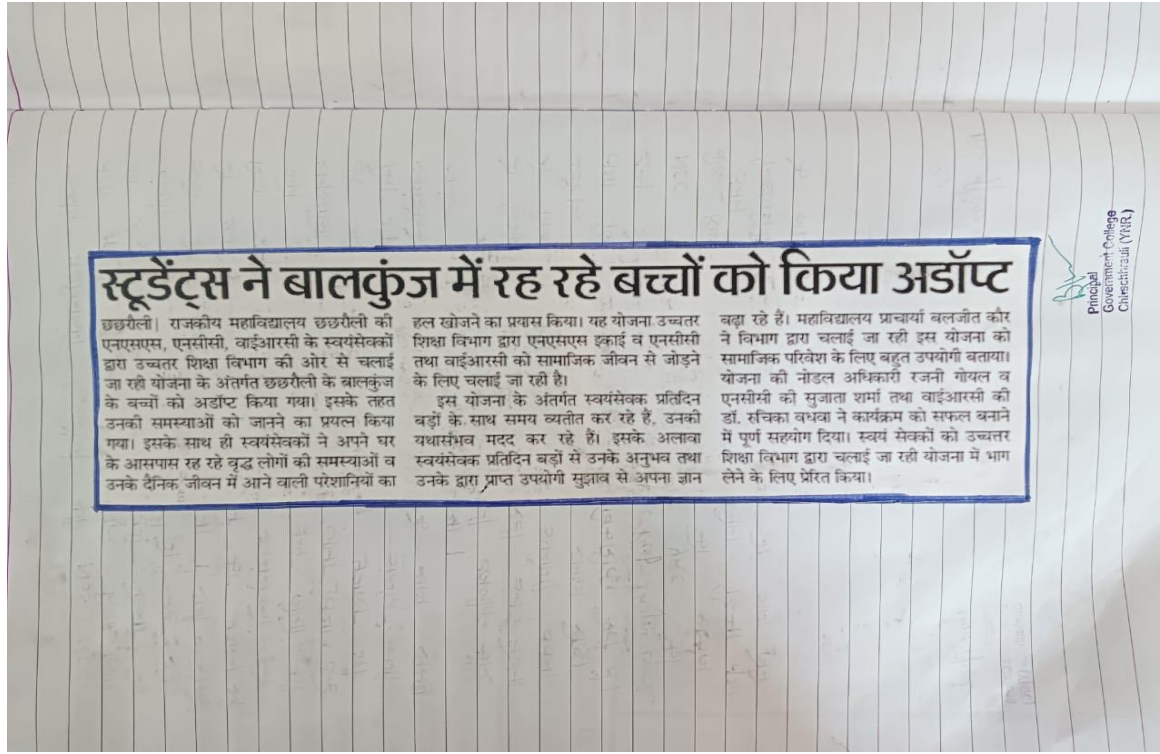 स्टूडेंट्स ने बालकुंज में रह रहे बच्चों को किया अडॉप्ट
छछरौली| राजकीय महाविद्यालय छछरौली की
एनएसएस, एनसीसी, वाईआरसी के स्वयंसेवकों
द्वारा उच्चतर शिक्षा विभाग की ओर से चलाई
जा रही योजना के अंतर्गत छछरौली के बालकुंज
के बच्चों को अडॉप्ट किया गया। इसके तहत
उनकी समस्याओं को जानने का प्रयत्न किया
गया। इसके साथ ही स्वयंसेवकों ने अपने घर
के आसपास रह रहे वृद्ध लोगों की समस्याओं व
उनके दैनिक जीवन में आने वाली परेशानियों का
हल खोजने का प्रयास किया। यह योजना उच्चतर
शिक्षा विभाग द्वारा एनएसएस इकाई व एनसीसी
तथा वाईआरसी को सामाजिक जीवन से जोड़ने
के लिए चलाई जा रही है।
इस योजना के अंतर्गत स्वयंसेवक प्रतिदिन
बड़ों के साथ समय व्यतीत कर रहे हैं, उनकी
यथासंभव मदद कर रहे हैं। इसके अलावा
स्वयंसेवक प्रतिदिन बड़ों से उनके अनुभव तथा
उनके द्वारा प्राप्त उपयोगी सुझाव से अपना ज्ञान
बढ़ा रहे हैं। महाविद्यालय प्राचार्या बलजीत कौर
ने विभाग द्वारा चलाई जा रही इस योजना को
सामाजिक परिवेश के लिए बहुत उपयोगी बताया।
योजना की नोडल अधिकारी रजनी गोयल व
एनसीसी की सुजाता शर्मा तथा वाईआरसी की
डॉ. रुचिका वधवा ने कार्यक्रम को सफल बनाने
में पूर्ण सहयोग दिया। स्वयं सेवकों को उच्चत्तर
शिक्षा विभाग द्वारा चलाई जा रही योजना में भाग
लेने के लिए प्रेरित किया।
Principal
Government College
(YNR.)